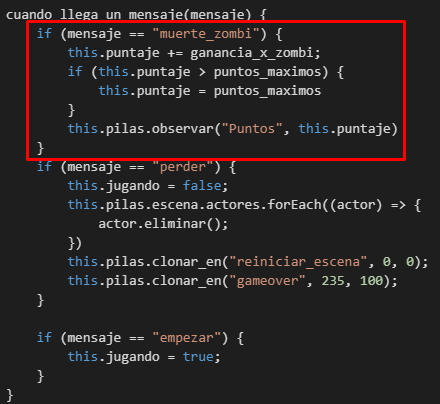 cuando llega un mensaje(mensaje) {
    if (mensaje == "muerte_zombi") {
        this.puntaje += ganancia_x_zombi;
        if (this.puntaje > puntos_maximos) {
            this.puntaje = puntos_maximos
        }
        this.pilas.observar("Puntos", this.puntaje)
    }
    if (mensaje == "perder") {
        this.jugando = false;
        this.pilas.escena.actores.forEach((actor) => {
            actor.eliminar();
        })
        this.pilas.clonar_en("reiniciar_escena", 0, 0);
        this.pilas.clonar_en("gameover", 235, 100);
    }

    if (mensaje == "empezar") {
        this.jugando = true;
    }
}